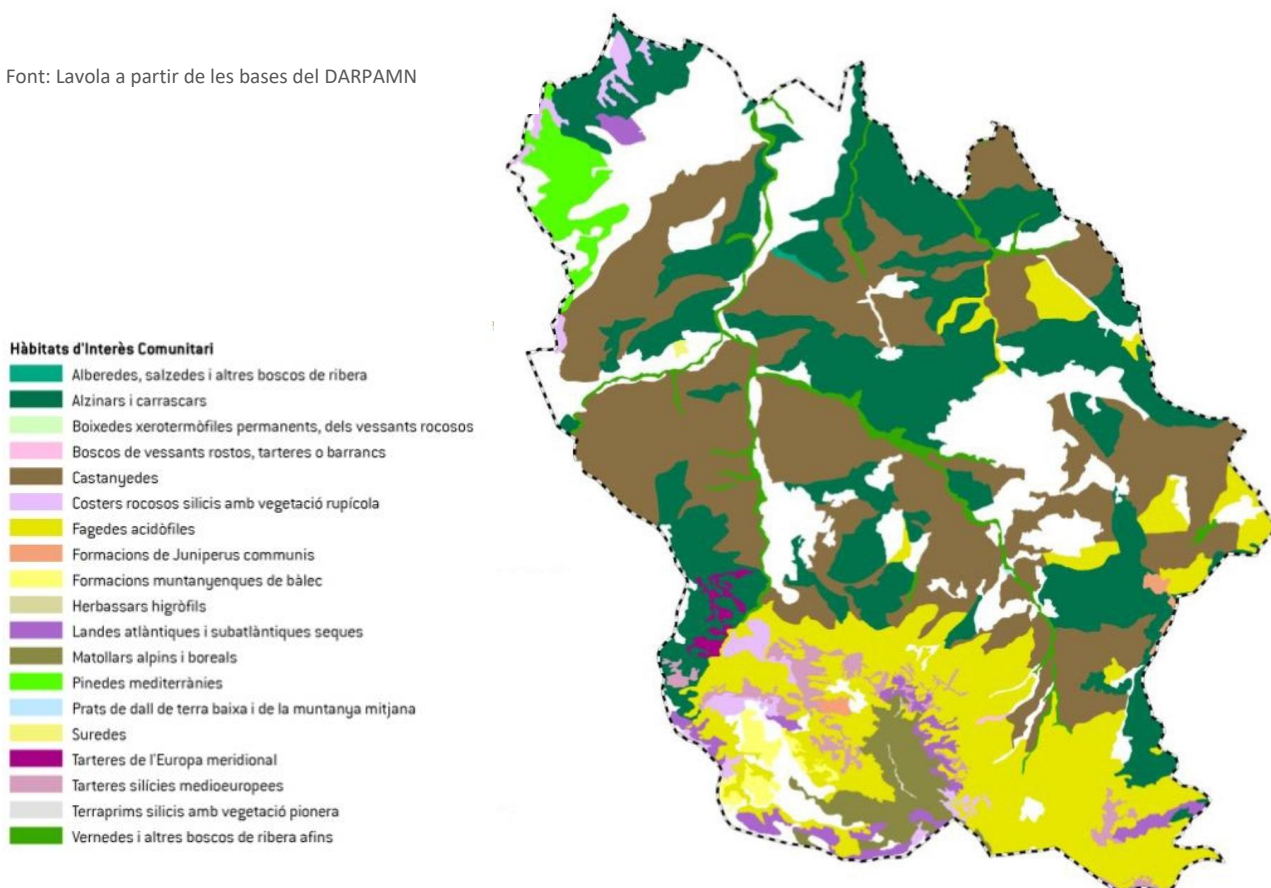 Font: Lavola a partir de les bases del DARPAMN
Hàbitats d'Interès Comunitari
Alberedes, salzedes i altres boscos de ribera
Alzinars i carrascars
Boixedes xerotermòfiles permanents, dels vessants rocosos
Boscos de vessants rostos, tarteres o barrancs
Castanyedes
Costers rocosos silicis amb vegetació rupícola
Fagedes acidòfiles
Formacions de Juniperus communis
Formacions muntanyenques de bàlec
Herbassars higròfils
Landes atlàntiques i subatlàntiques seques
Matollars alpins i boreals
Pinedes mediterrànies
Prats de dall de terra baixa i de la muntanya mitjana
Suredes
Tarteres de l'Europa meridional
Tarteres silícies medioeuropees
Terraprims silicis amb vegetació pionera
Vernedes i altres boscos de ribera afins